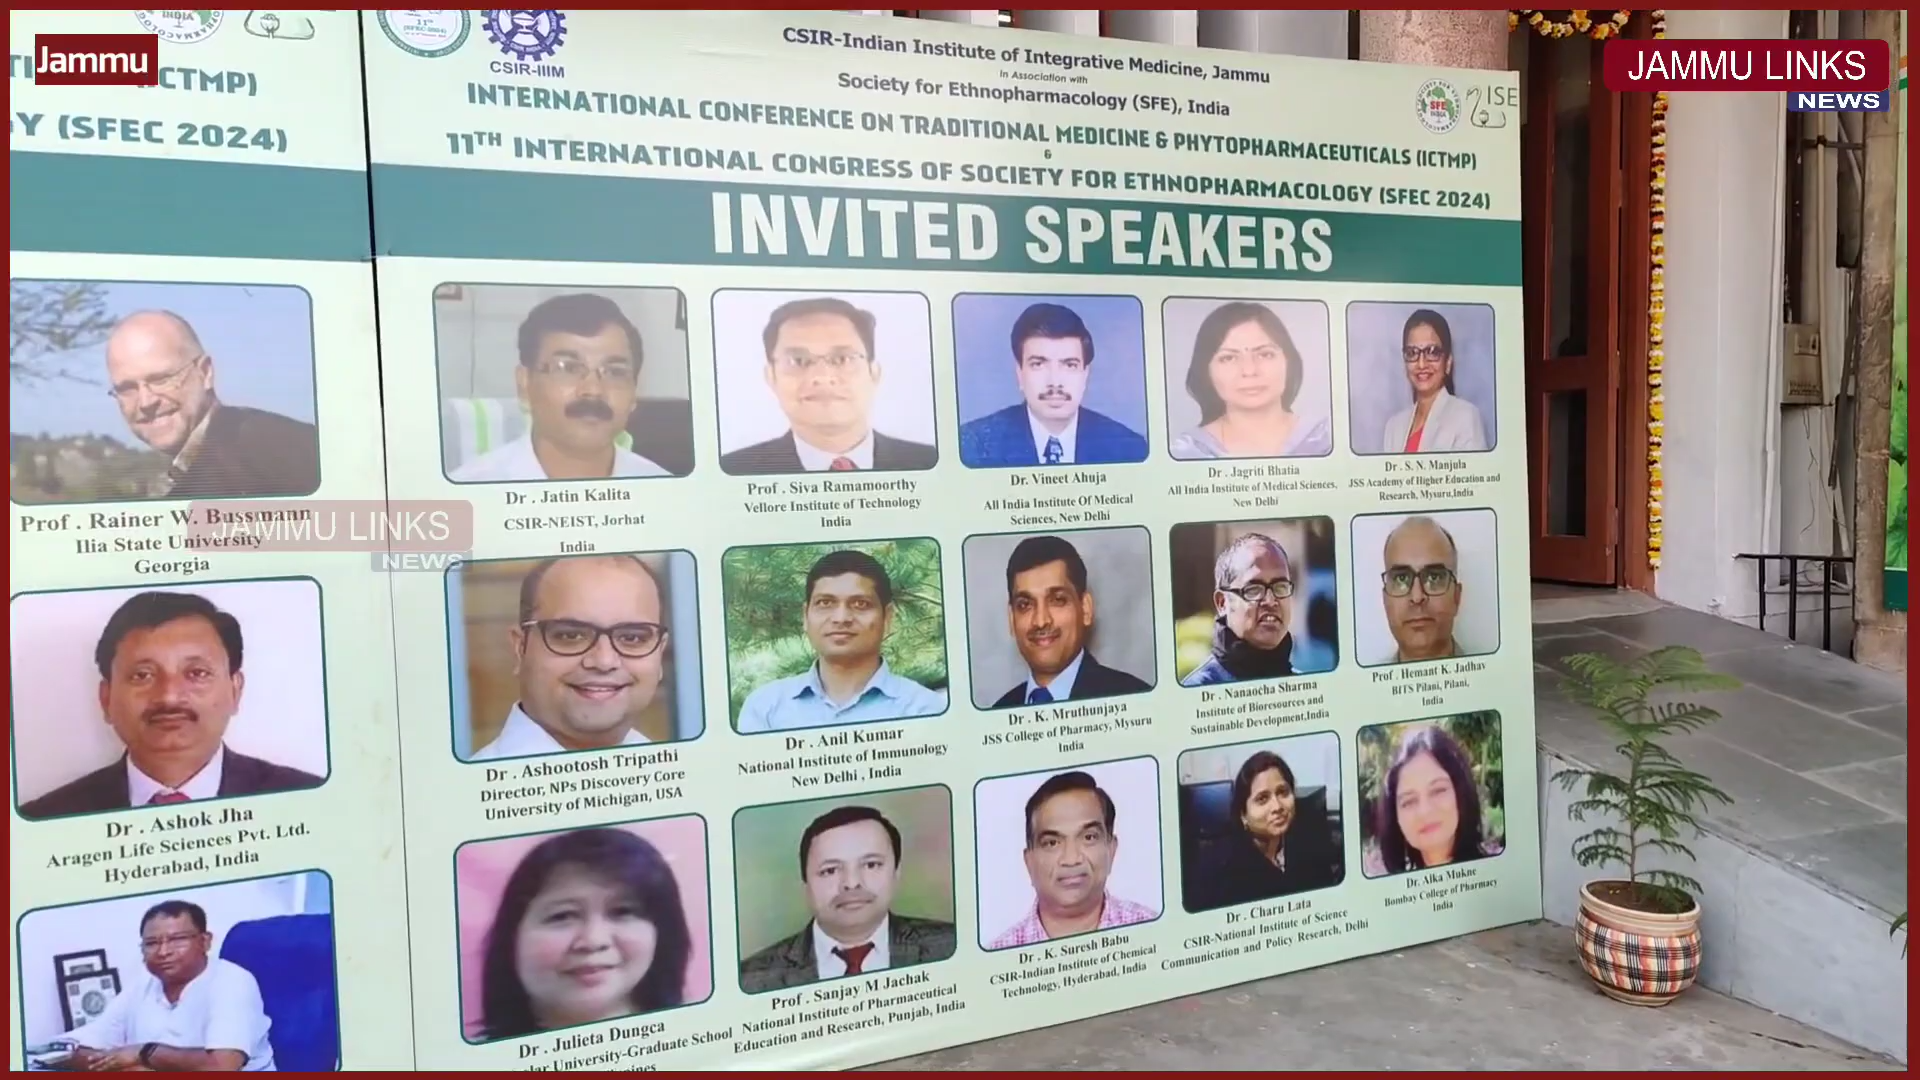 Jammu
JAMMU LINKS
NEWS
CTMP)
Y (SFEC 2024)
11TH
(SFEC 2024)
CSIR-IIIM
CSIR-Indian Institute of Integrative Medicine, Jammu
In Association with
Society for Ethnopharmacology (SFE), India
INTERNATIONAL CONFERENCE ON TRADITIONAL MEDICINE & PHYTOPHARMACEUTICALS (ICTMP)
&
11TH INTERNATIONAL CONGRESS OF SOCIETY FOR ETHNOPHARMACOLOGY (SFEC 2024)
SFE
INDIA
ISE
INVITED SPEAKERS
Prof . Rainer W. Bussmann
Ilia State University
Georgia
JAMMU LINKS
NEWS
Dr . Jatin Kalita
CSIR-NEIST, Jorhat
India
Prof . Siva Ramamoorthy
Vellore Institute of Technology
India
Dr. Vineet Ahuja
All India Institute Of Medical
Sciences, New Delhi
Dr . Jagriti Bhatia
All India Institute of Medical Sciences,
New Delhi
Dr . S. N. Manjula
JSS Academy of Higher Education and
Research, Mysuru,India
Dr . Ashok Jha
Aragen Life Sciences Pvt. Ltd.
Hyderabad, India
Dr . Ashootosh Tripathi
Director, NPs Discovery Core
University of Michigan, USA
Dr . Anil Kumar
National Institute of Immunology
New Delhi , India
Dr . K. Mruthunjaya
JSS College of Pharmacy, Mysuru
India
Dr . Nanaocha Sharma
Institute of Bioresources and
Sustainable Development,India
Prof . Hemant K. Jadhav
BITS Pilani, Pilani,
India
Dr . Julieta Dungca
University-Graduate School
Prof . Sanjay M Jachak
National Institute of Pharmaceutical
Education and Research, Punjab, India
Dr . K. Suresh Babu
CSIR-Indian Institute of Chemical
Technology, Hyderabad, India
Dr . Charu Lata
CSIR-National Institute of Science
Communication and Policy Research, Delhi
Dr. Alka Mukne
Bombay College of Pharmacy
India